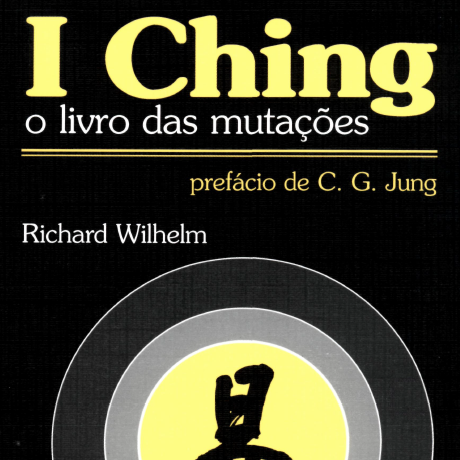 I Ching
o livro das mutações
prefácio de C. G. Jung
Richard Wilhelm